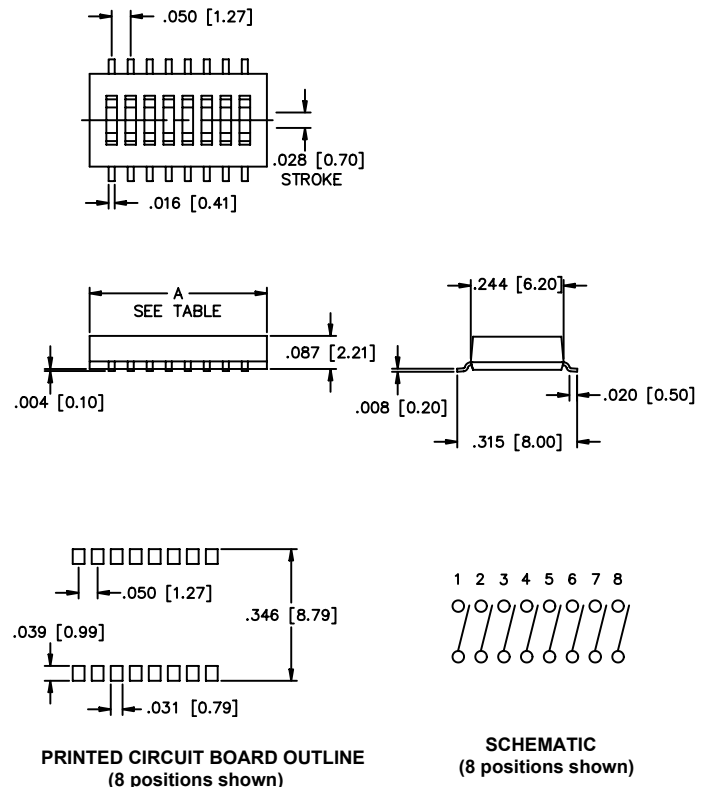 .050 [1.27]
.028 [0.70]
STROKE
.016 [0.41]
A
SEE TABLE
.087 [2.21]
.004 [0.10]
.244 [6.20]
.008 [0.20]
.020 [0.50]
.315 [8.00]
.050 [1.27]
.346 [8.79]
.039 [0.99]
.031 [0.79]
PRINTED CIRCUIT BOARD OUTLINE
(8 positions shown)
1 2 3 4 5 6 7 8
SCHEMATIC
(8 positions shown)